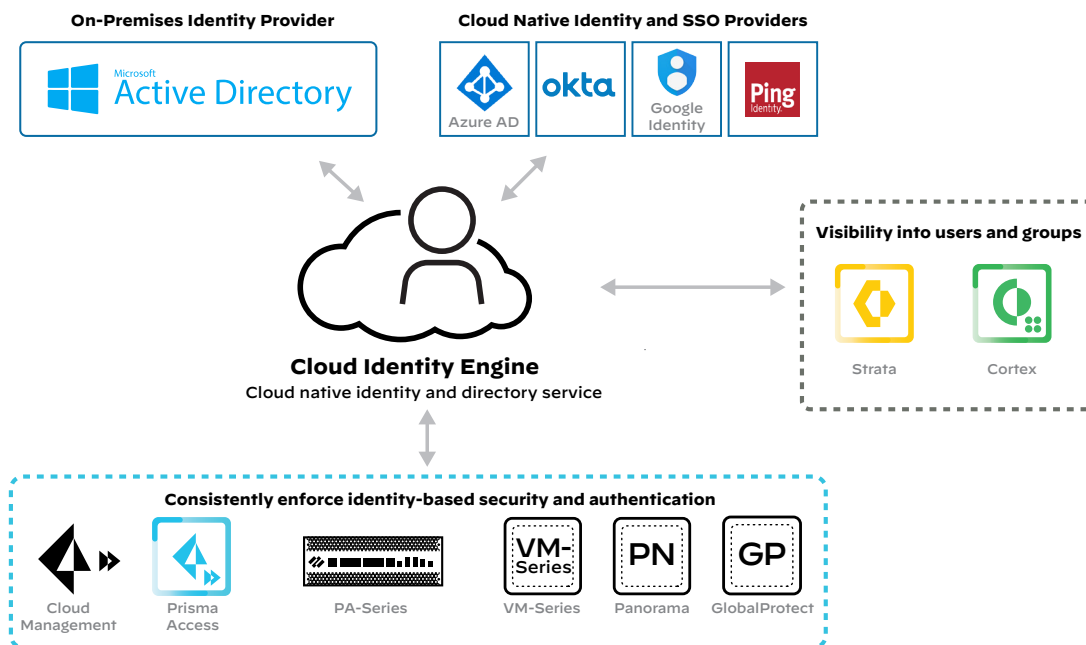 On-Premises Identity Provider
Cloud Native Identity and SSO Providers
Microsoft
Active Directory
Azure AD
okta
Google
Identity
Ping
Identity.
Visibility into users and groups
Strata
Cortex
Cloud Identity Engine
Cloud native identity and directory service
Consistently enforce identity-based security and authentication
VM-
Series
PN
GP
Cloud
Management
Prisma
Access
PA-Series
VM-Series
Panorama
GlobalProtect